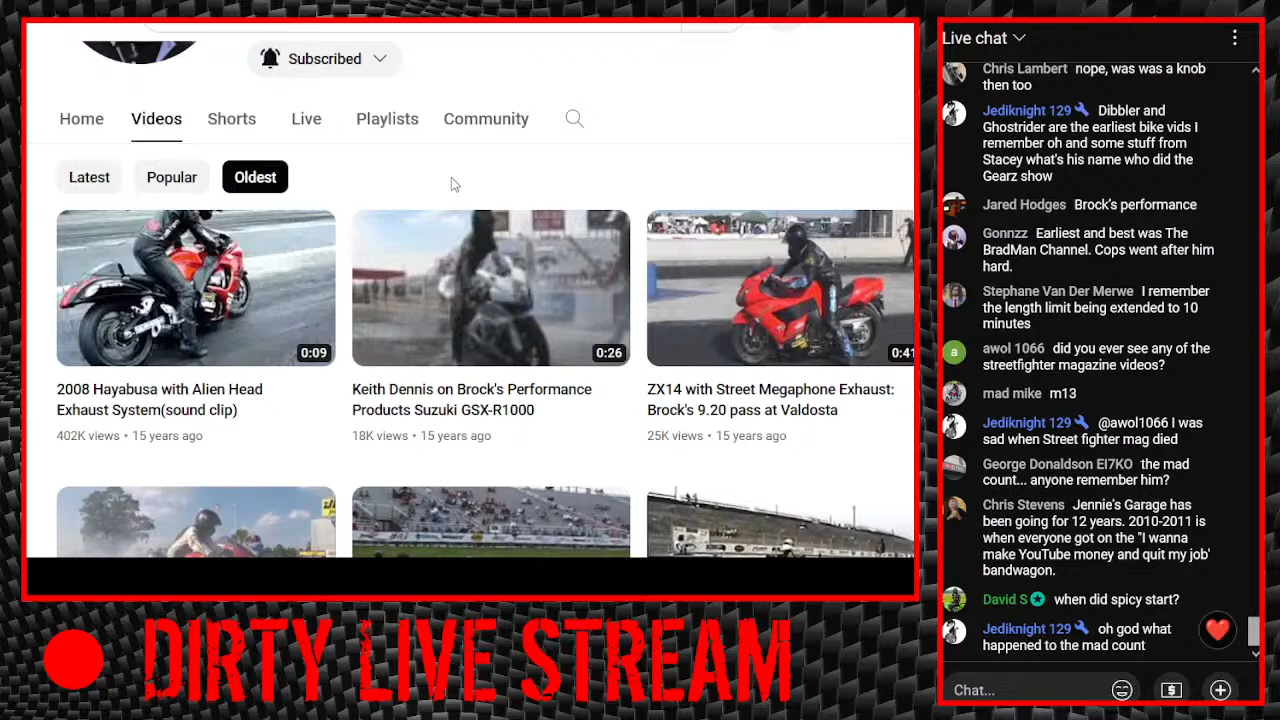 Subscribed
Home Videos Shorts Live Playlists Community
Latest Popular Oldest
0:09
0:26
0:41
2008 Hayabusa with Alien Head
Exhaust System(sound clip)
402K views • 15 years ago
Keith Dennis on Brock's Performance
Products Suzuki GSX-R1000
18K views • 15 years ago
ZX14 with Street Megaphone Exhaust:
Brock's 9.20 pass at Valdosta
25K views • 15 years ago
DIRTY LIVE STREAM
Live chat
Chris Lambert nope, was was a knob
then too
Jediknight 129 Dibbler and
Ghostrider are the earliest bike vids I
remember oh and some stuff from
Stacey what's his name who did the
Gearz show
Jared Hodges Brock's performance
Gonnzz Earliest and best was The
BradMan Channel. Cops went after him
hard.
Stephane Van Der Merwe I remember
the length limit being extended to 10
minutes
a
awol 1066 did you ever see any of the
streetfighter magazine videos?
mad mike m13
Jediknight 129 @awol1066 I was
sad when Street fighter mag died
George Donaldson EI7KO the mad
count... anyone remember him?
Chris Stevens Jennie's Garage has
been going for 12 years. 2010-2011 is
when everyone got on the "I wanna
make YouTube money and quit my job'
bandwagon.
David S when did spicy start?
Jediknight 129 oh god what
happened to the mad count
Chat...